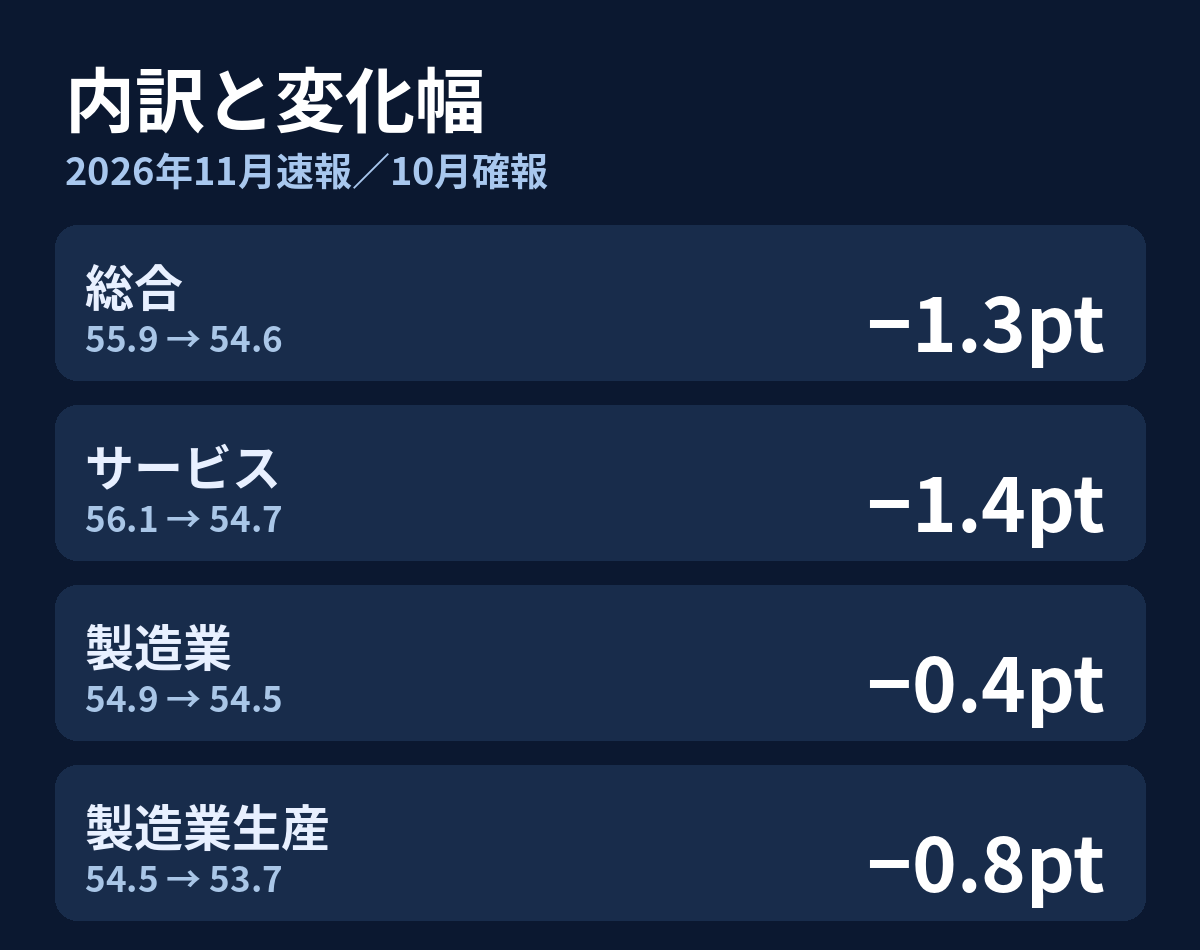 内訳と変化幅
2026年11月速報／10月確報
総合
55.9 → 54.6
−1.3pt
サービス
56.1 → 54.7
−1.4pt
製造業
54.9 → 54.5
−0.4pt
製造業生産
54.5 → 53.7
−0.8pt